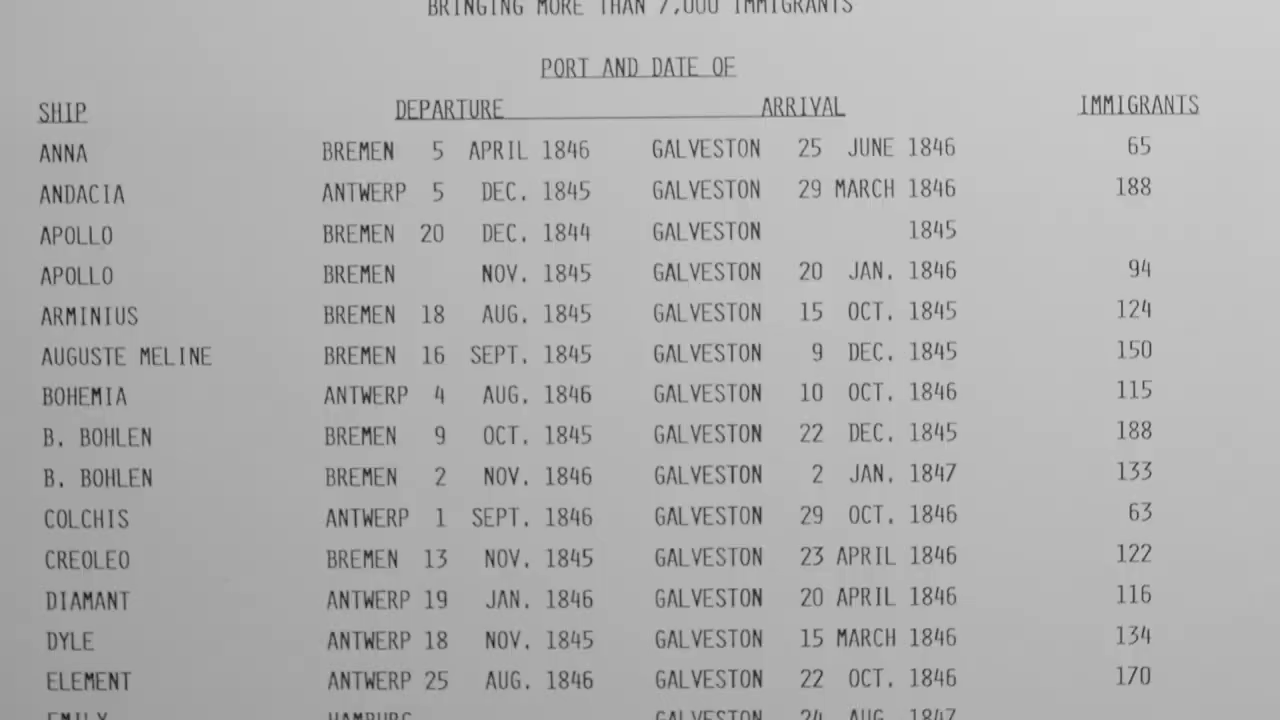 BRINGING MORE THAN 7,000 IMMIGRANTS
PORT AND DATE OF
SHIP DEPARTURE ARRIVAL IMMIGRANTS
ANNA BREMEN 5 APRIL 1846 GALVESTON 25 JUNE 1846 65
ANDACIA ANTWERP 5 DEC. 1845 GALVESTON 29 MARCH 1846 188
APOLLO BREMEN 20 DEC. 1844 GALVESTON 1845
APOLLO BREMEN NOV. 1845 GALVESTON 20 JAN. 1846 94
ARMINIUS BREMEN 18 AUG. 1845 GALVESTON 15 OCT. 1845 124
AUGUSTE MELINE BREMEN 16 SEPT. 1845 GALVESTON 9 DEC. 1845 150
BOHEMIA ANTWERP 4 AUG. 1846 GALVESTON 10 OCT. 1846 115
B. BOHLEN BREMEN 9 OCT. 1845 GALVESTON 22 DEC. 1845 188
B. BOHLEN BREMEN 2 NOV. 1846 GALVESTON 2 JAN. 1847 133
COLCHIS ANTWERP 1 SEPT. 1846 GALVESTON 29 OCT. 1846 63
CREOLEO BREMEN 13 NOV. 1845 GALVESTON 23 APRIL 1846 122
DIAMANT ANTWERP 19 JAN. 1846 GALVESTON 20 APRIL 1846 116
DYLE ANTWERP 18 NOV. 1845 GALVESTON 15 MARCH 1846 134
ELEMENT ANTWERP 25 AUG. 1846 GALVESTON 22 OCT. 1846 170
EMILY HAMBURG GALVESTON 24 AUG. 1847